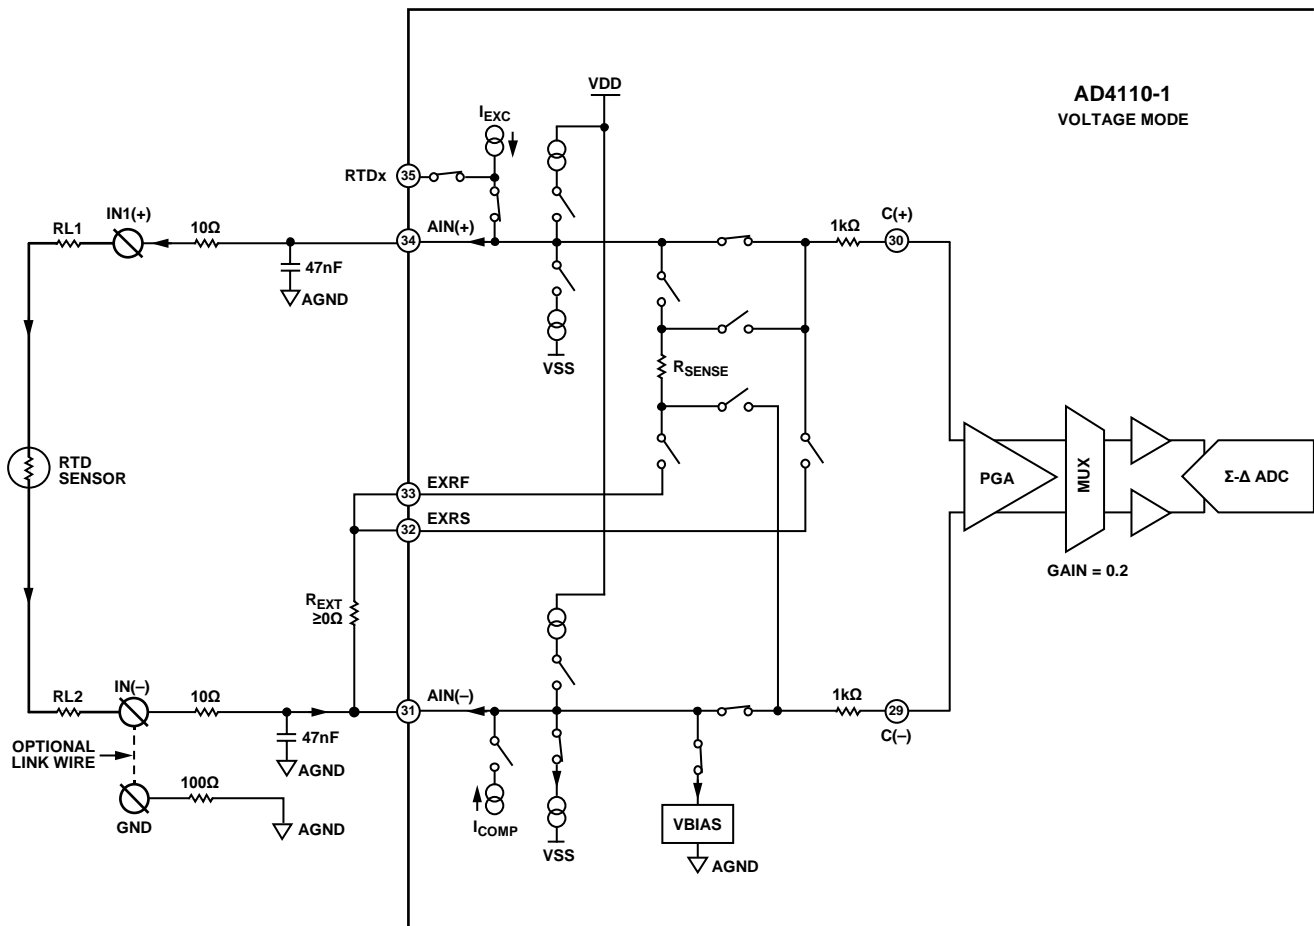 AD4110-1
VOLTAGE MODE
VDD
IEXC
RTDx
35
IN1(+)
RL1
10Ω
34
AIN(+)
1kΩ
C(+)
30
47nF
AGND
VSS
RSENSE
RTD
SENSOR
33
EXRF
32
EXRS
PGA
MUX
Σ-Δ ADC
GAIN = 0.2
REXT
≥0Ω
RL2
IN(–)
10Ω
31
AIN(–)
1kΩ
29
C(–)
OPTIONAL
LINK WIRE
47nF
AGND
100Ω
GND
AGND
ICOMP
VSS
VBIAS
AGND